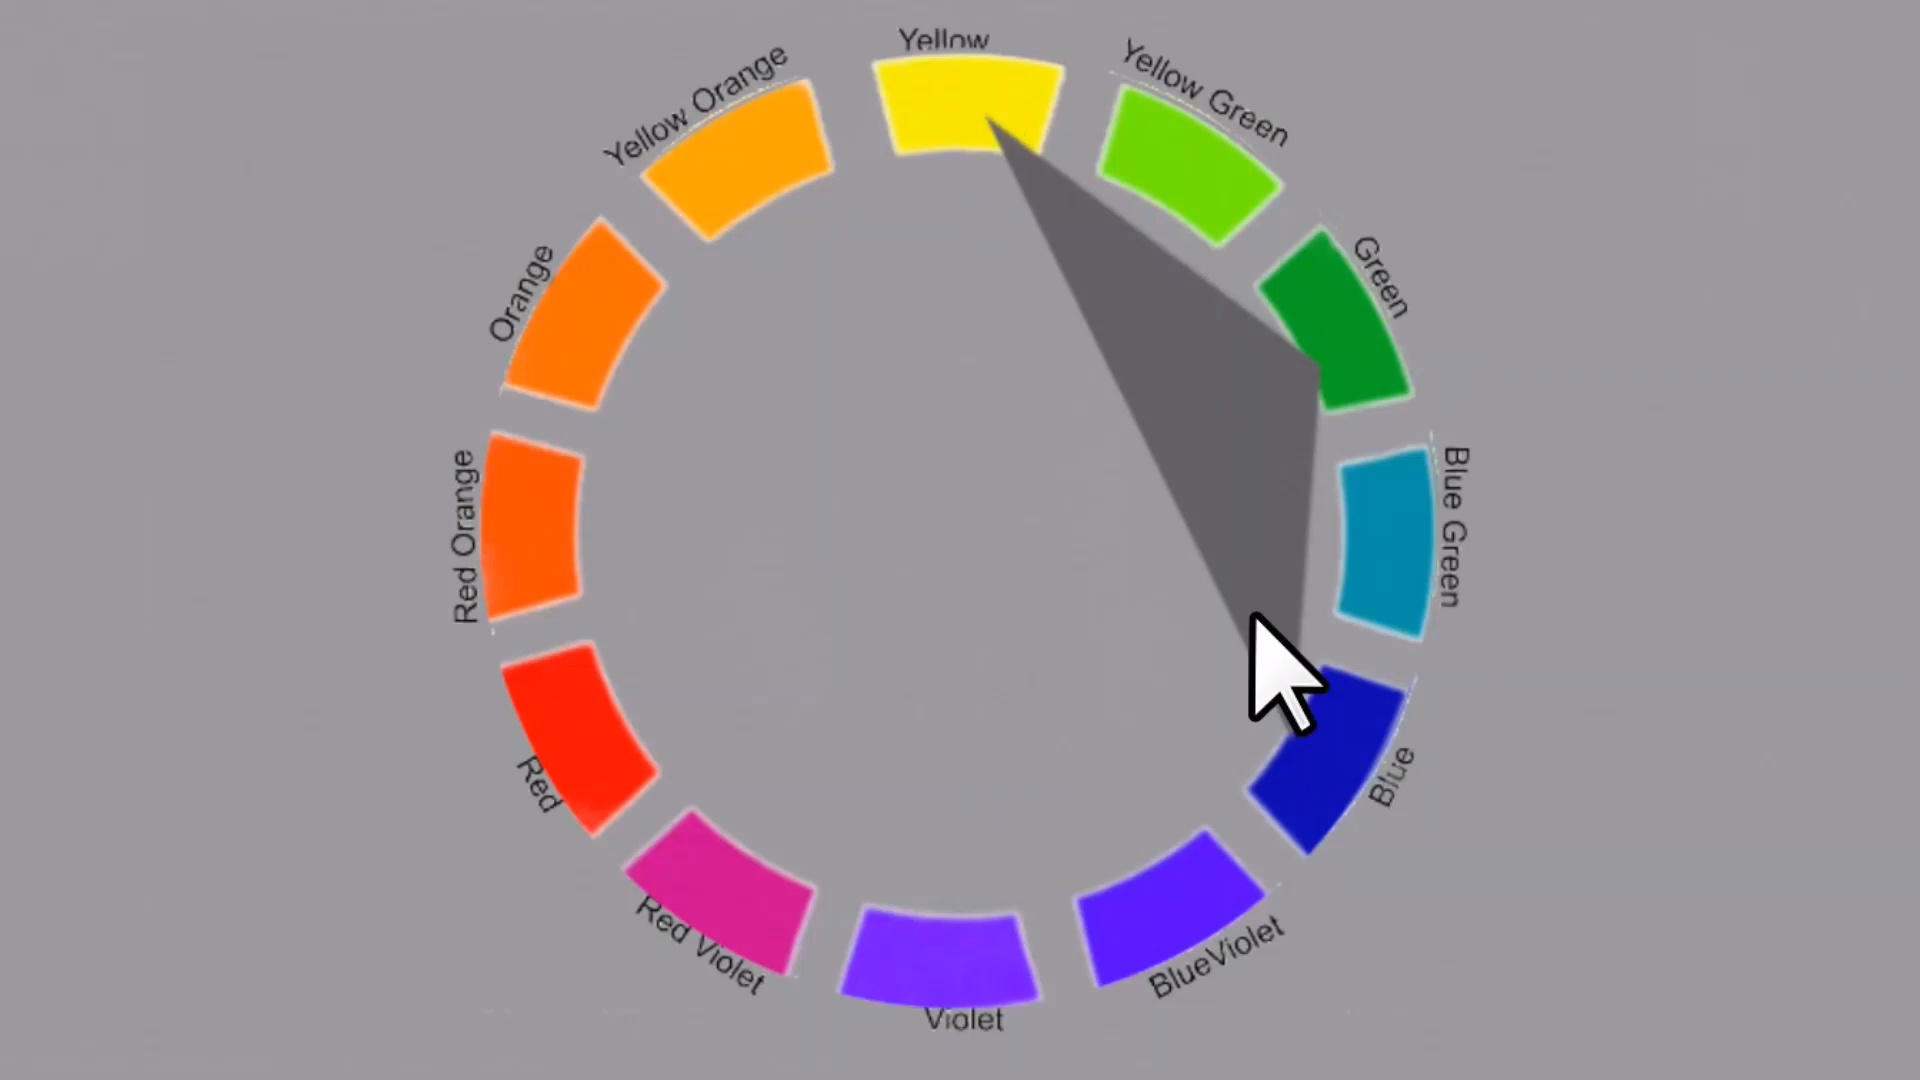 Yellow
Yellow Green
Green
Blue Green
Blue
BlueViolet
Violet
Red Violet
Red
Red Orange
Orange
Yellow Orange